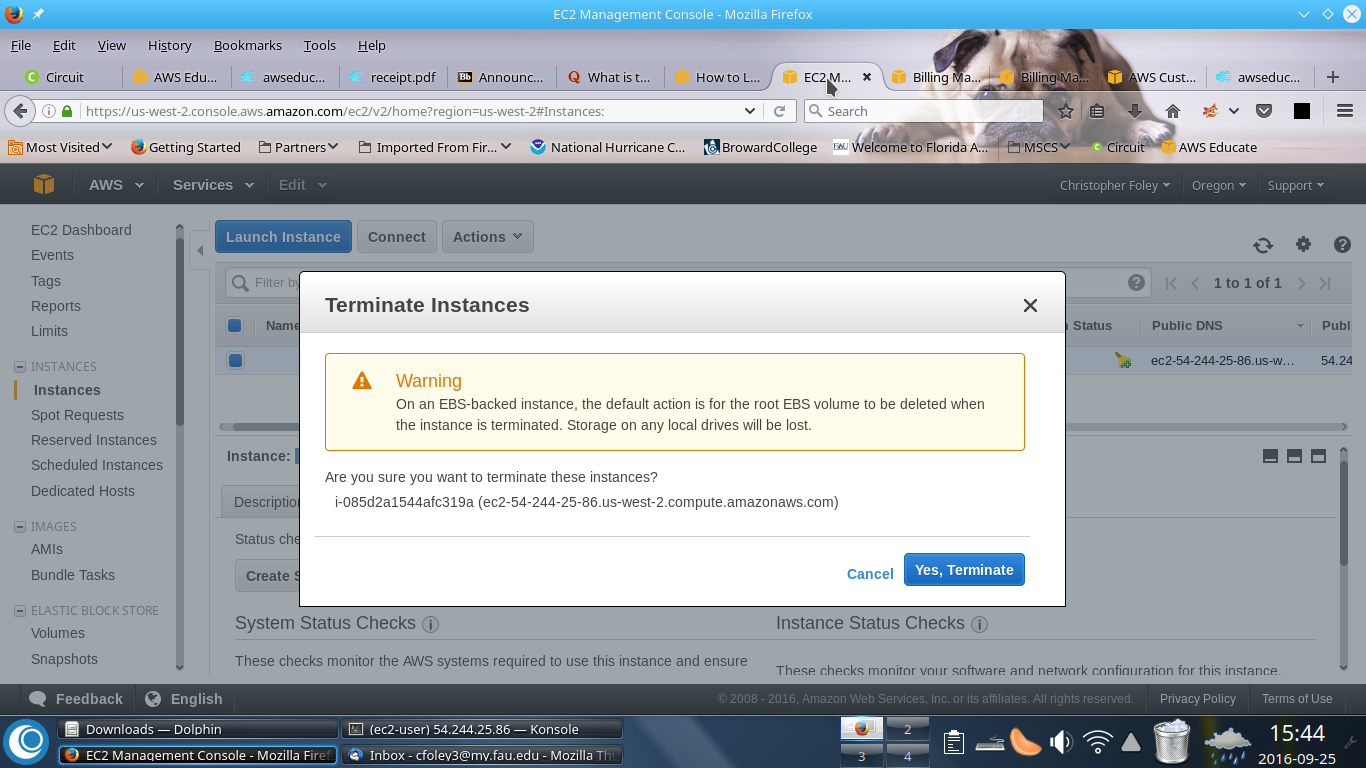 EC2 Management Console - Mozilla Firefox
File Edit View History Bookmarks Tools Help
Circuit AWS Edu... awseduc... receipt.pdf Bb Announc... Q What is t... How to L... EC2 M... Billing Ma... Billing Ma... AWS Cust... awseduc...
https://us-west-2.console.aws.amazon.com/ec2/v2/home?region=us-west-2#Instances: Search
Most Visited Getting Started Partners Imported From Fir... National Hurricane C... BrowardCollege FAU Welcome to Florida A... MSCS Circuit AWS Educate
AWS Services Edit Christopher Foley Oregon Support
EC2 Dashboard
Events
Tags
Reports
Limits
INSTANCES
Instances
Spot Requests
Reserved Instances
Scheduled Instances
Dedicated Hosts
IMAGES
AMIs
Bundle Tasks
ELASTIC BLOCK STORE
Volumes
Snapshots
Launch Instance Connect Actions
Filter by 1 to 1 of 1
Name Status Public DNS Publ
ec2-54-244-25-86.us-w... 54.24
Terminate Instances
Warning
On an EBS-backed instance, the default action is for the root EBS volume to be deleted when
the instance is terminated. Storage on any local drives will be lost.
Are you sure you want to terminate these instances?
i-085d2a1544afc319a (ec2-54-244-25-86.us-west-2.compute.amazonaws.com)
Cancel Yes, Terminate
Instance:
Descriptio
Status che
Create S
System Status Checks
These checks monitor the AWS systems required to use this instance and ensure
Instance Status Checks
These checks monitor your software and network configuration for this instance.
Feedback English © 2008 - 2016, Amazon Web Services, Inc. or its affiliates. All rights reserved. Privacy Policy Terms of Use
Downloads — Dolphin (ec2-user) 54.244.25.86 — Konsole
EC2 Management Console - Mozilla Firef Inbox - cfoley3@my.fau.edu - Mozilla Thu
2
3 4
15:44
2016-09-25